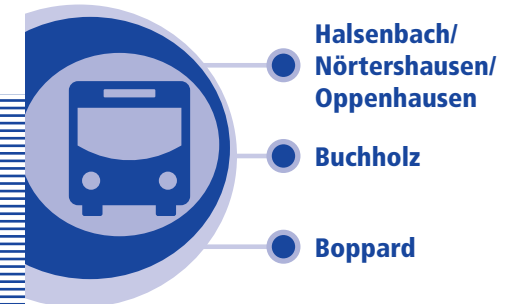 Halsenbach/
Nörtershausen/
Oppenhausen
Buchholz
Boppard